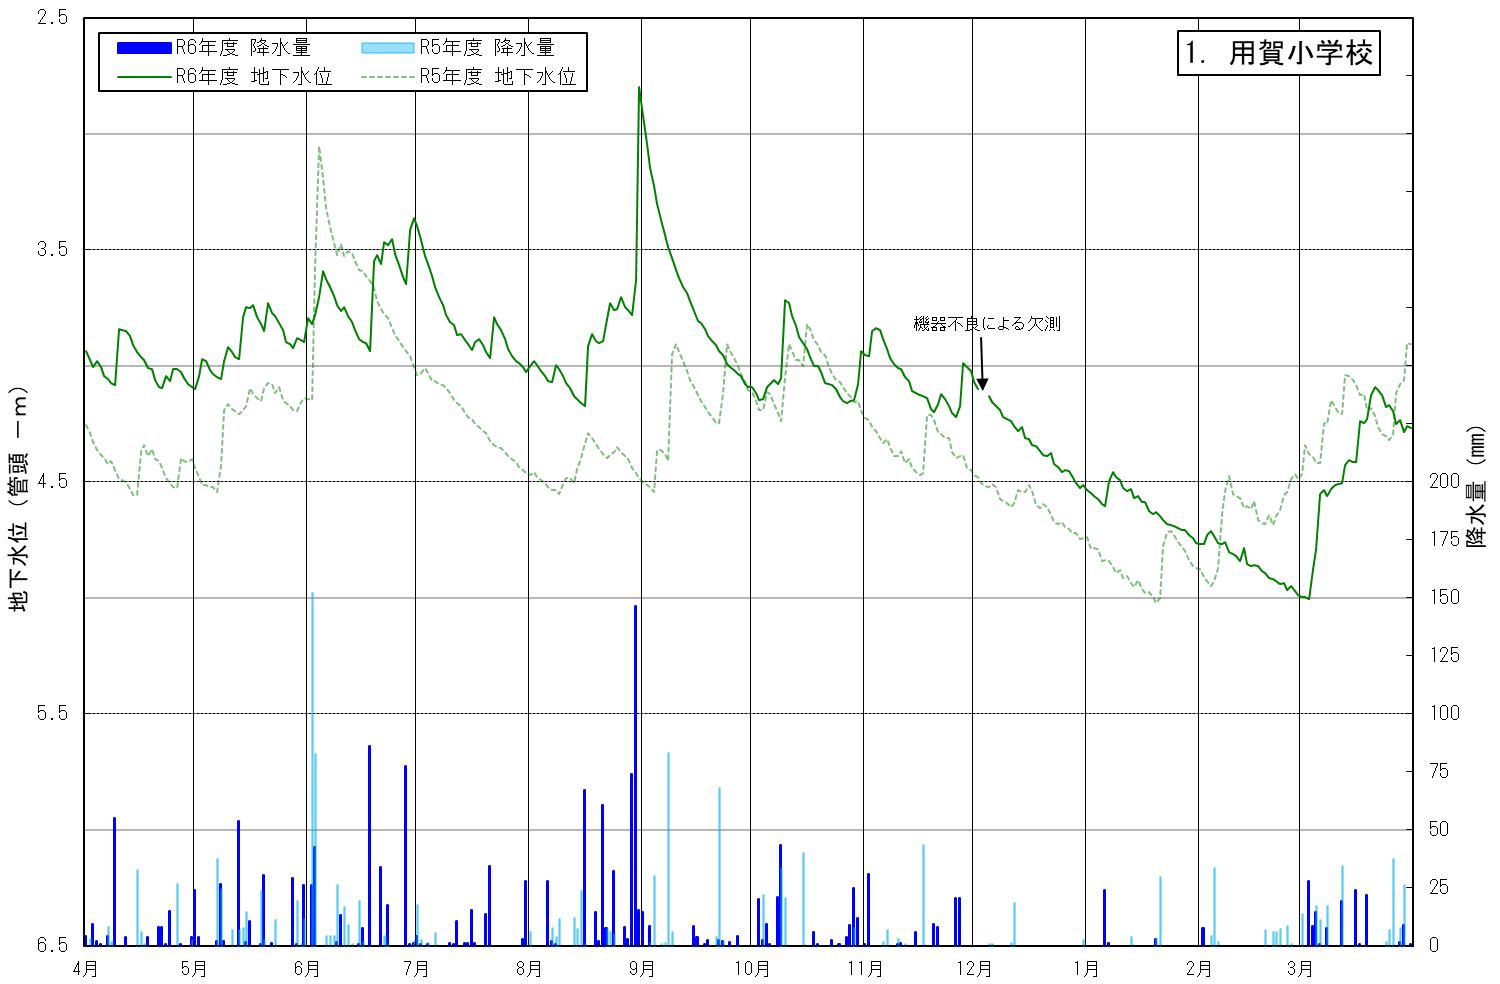 2.5
R6年度 降水量
R5年度 降水量
R6年度 地下水位
R5年度 地下水位
1. 用賀小学校
3.5
機器不良による欠測
4.5
5.5
6.5
地下水位（管頭 －ｍ）
200
175
150
125
100
75
50
25
0
降水量（㎜）
4月 5月 6月 7月 8月 9月 10月 11月 12月 1月 2月 3月